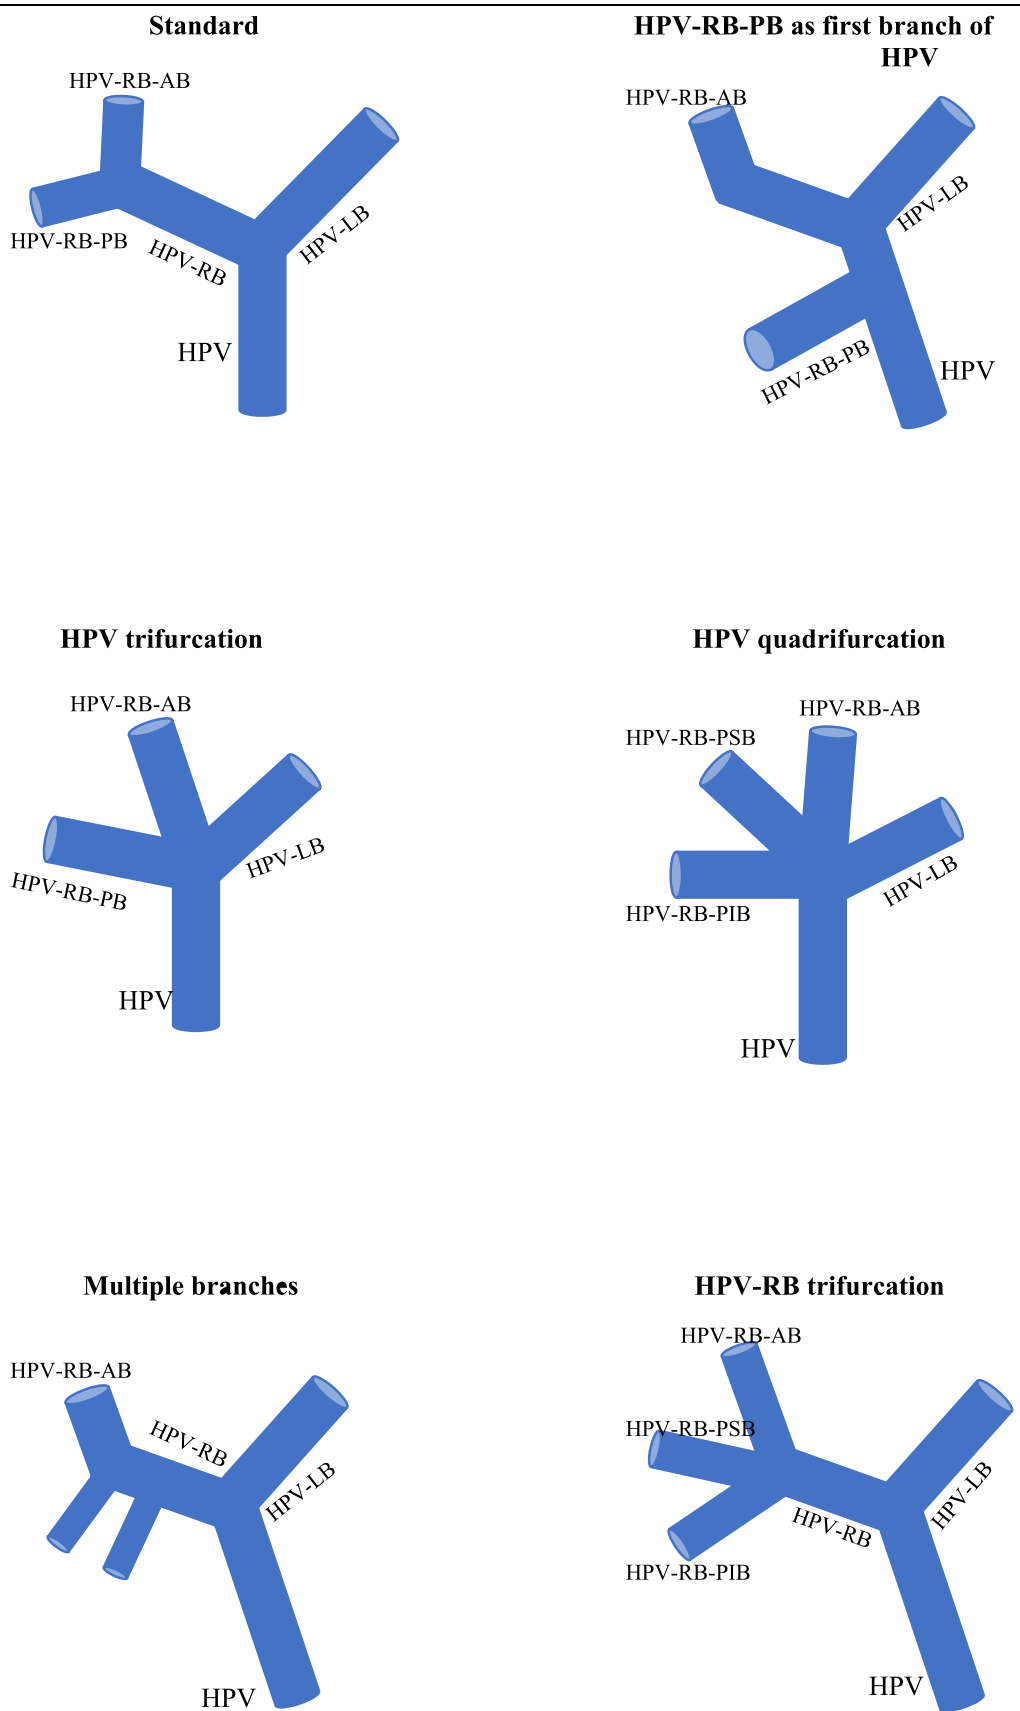 Standard
HPV-RB-AB
HPV-RB-PB
HPV-RB
HPV-LB
HPV
HPV-RB-PB as first branch of
HPV
HPV-RB-AB
HPV-LB
HPV-RB-PB
HPV
HPV trifurcation
HPV-RB-AB
HPV-LB
HPV-RB-PB
HPV
HPV quadrifurcation
HPV-RB-AB
HPV-RB-PSB
HPV-LB
HPV-RB-PIB
HPV
Multiple branches
HPV-RB-AB
HPV-RB
HPV-LB
HPV
HPV-RB trifurcation
HPV-RB-AB
HPV-RB-PSB
HPV-LB
HPV-RB
HPV-RB-PIB
HPV